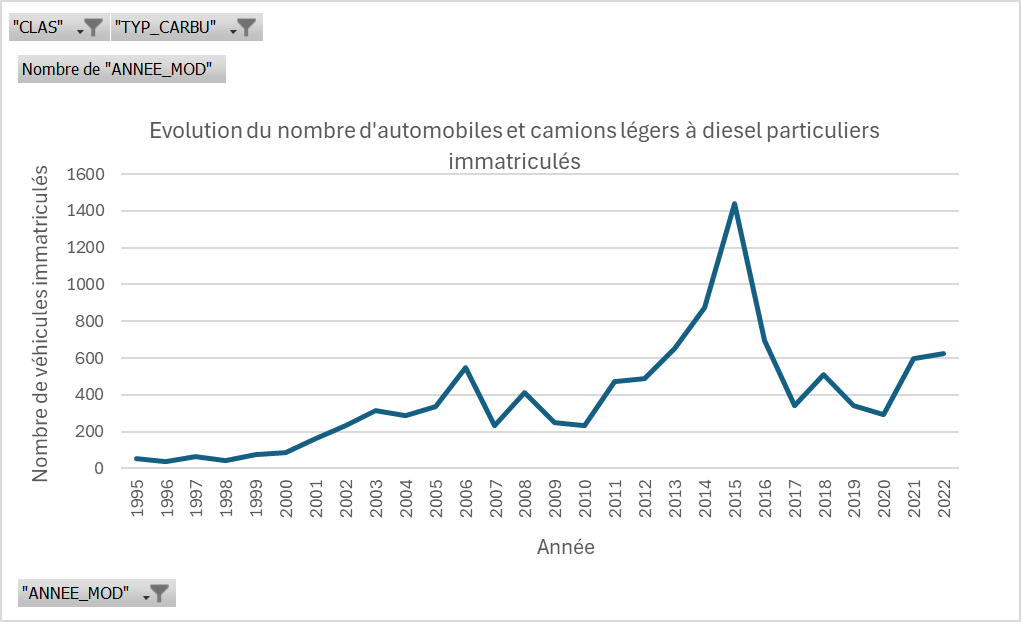 "CLAS" "TYP_CARBU"
Nombre de "ANNEE_MOD"
Evolution du nombre d'automobiles et camions légers à diesel particuliers
immatriculés
Nombre de véhicules immatriculés
1600
1400
1200
1000
800
600
400
200
0
1995 1996 1997 1998 1999 2000 2001 2002 2003 2004 2005 2006 2007 2008 2009 2010 2011 2012 2013 2014 2015 2016 2017 2018 2019 2020 2021 2022
Année
"ANNEE_MOD"